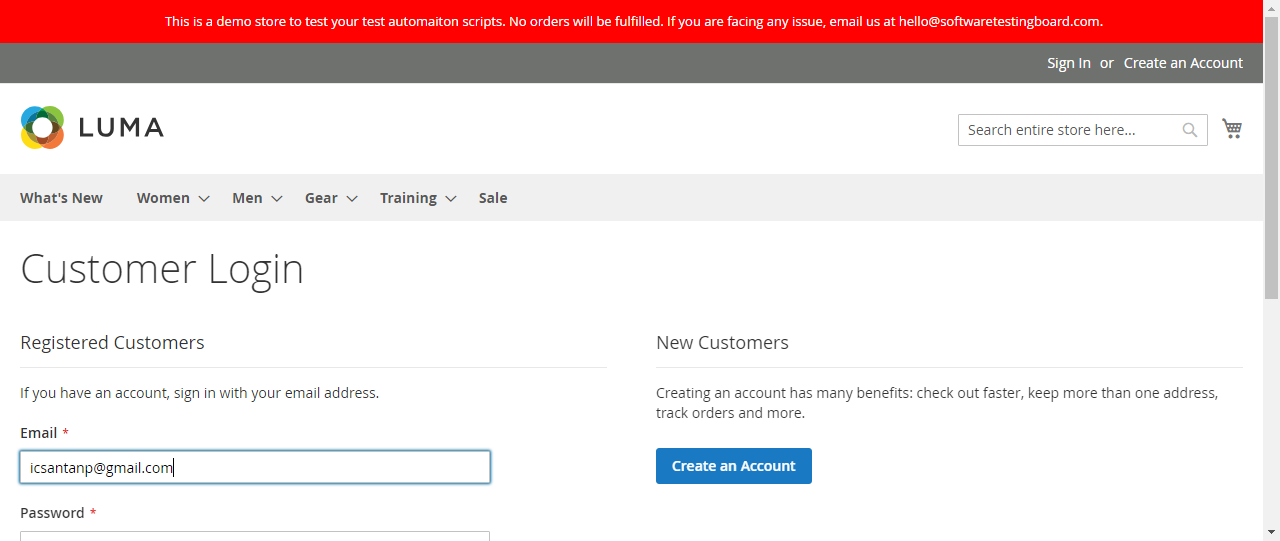 This is a demo store to test your test automaiton scripts. No orders will be fulfilled. If you are facing any issue, email us at hello@softwaretestingboard.com.
Sign In or Create an Account
LUMA
Search entire store here...
What's New Women Men Gear Training Sale
Customer Login
Registered Customers
If you have an account, sign in with your email address.
Email *
icsantanp@gmail.com
Password *
New Customers
Creating an account has many benefits: check out faster, keep more than one address,
track orders and more.
Create an Account